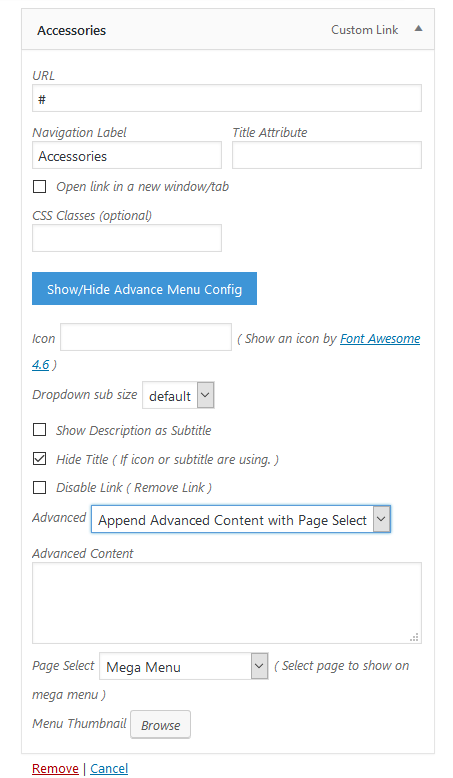 Accessories Custom Link
URL
#
Navigation Label Title Attribute
Accessories
Open link in a new window/tab
CSS Classes (optional)
Show/Hide Advance Menu Config
Icon ( Show an icon by Font Awesome
4.6 )
Dropdown sub size default
Show Description as Subtitle
Hide Title ( If icon or subtitle are using. )
Disable Link ( Remove Link )
Advanced Append Advanced Content with Page Select
Advanced Content
Page Select Mega Menu ( Select page to show on
mega menu )
Menu Thumbnail Browse
Remove | Cancel